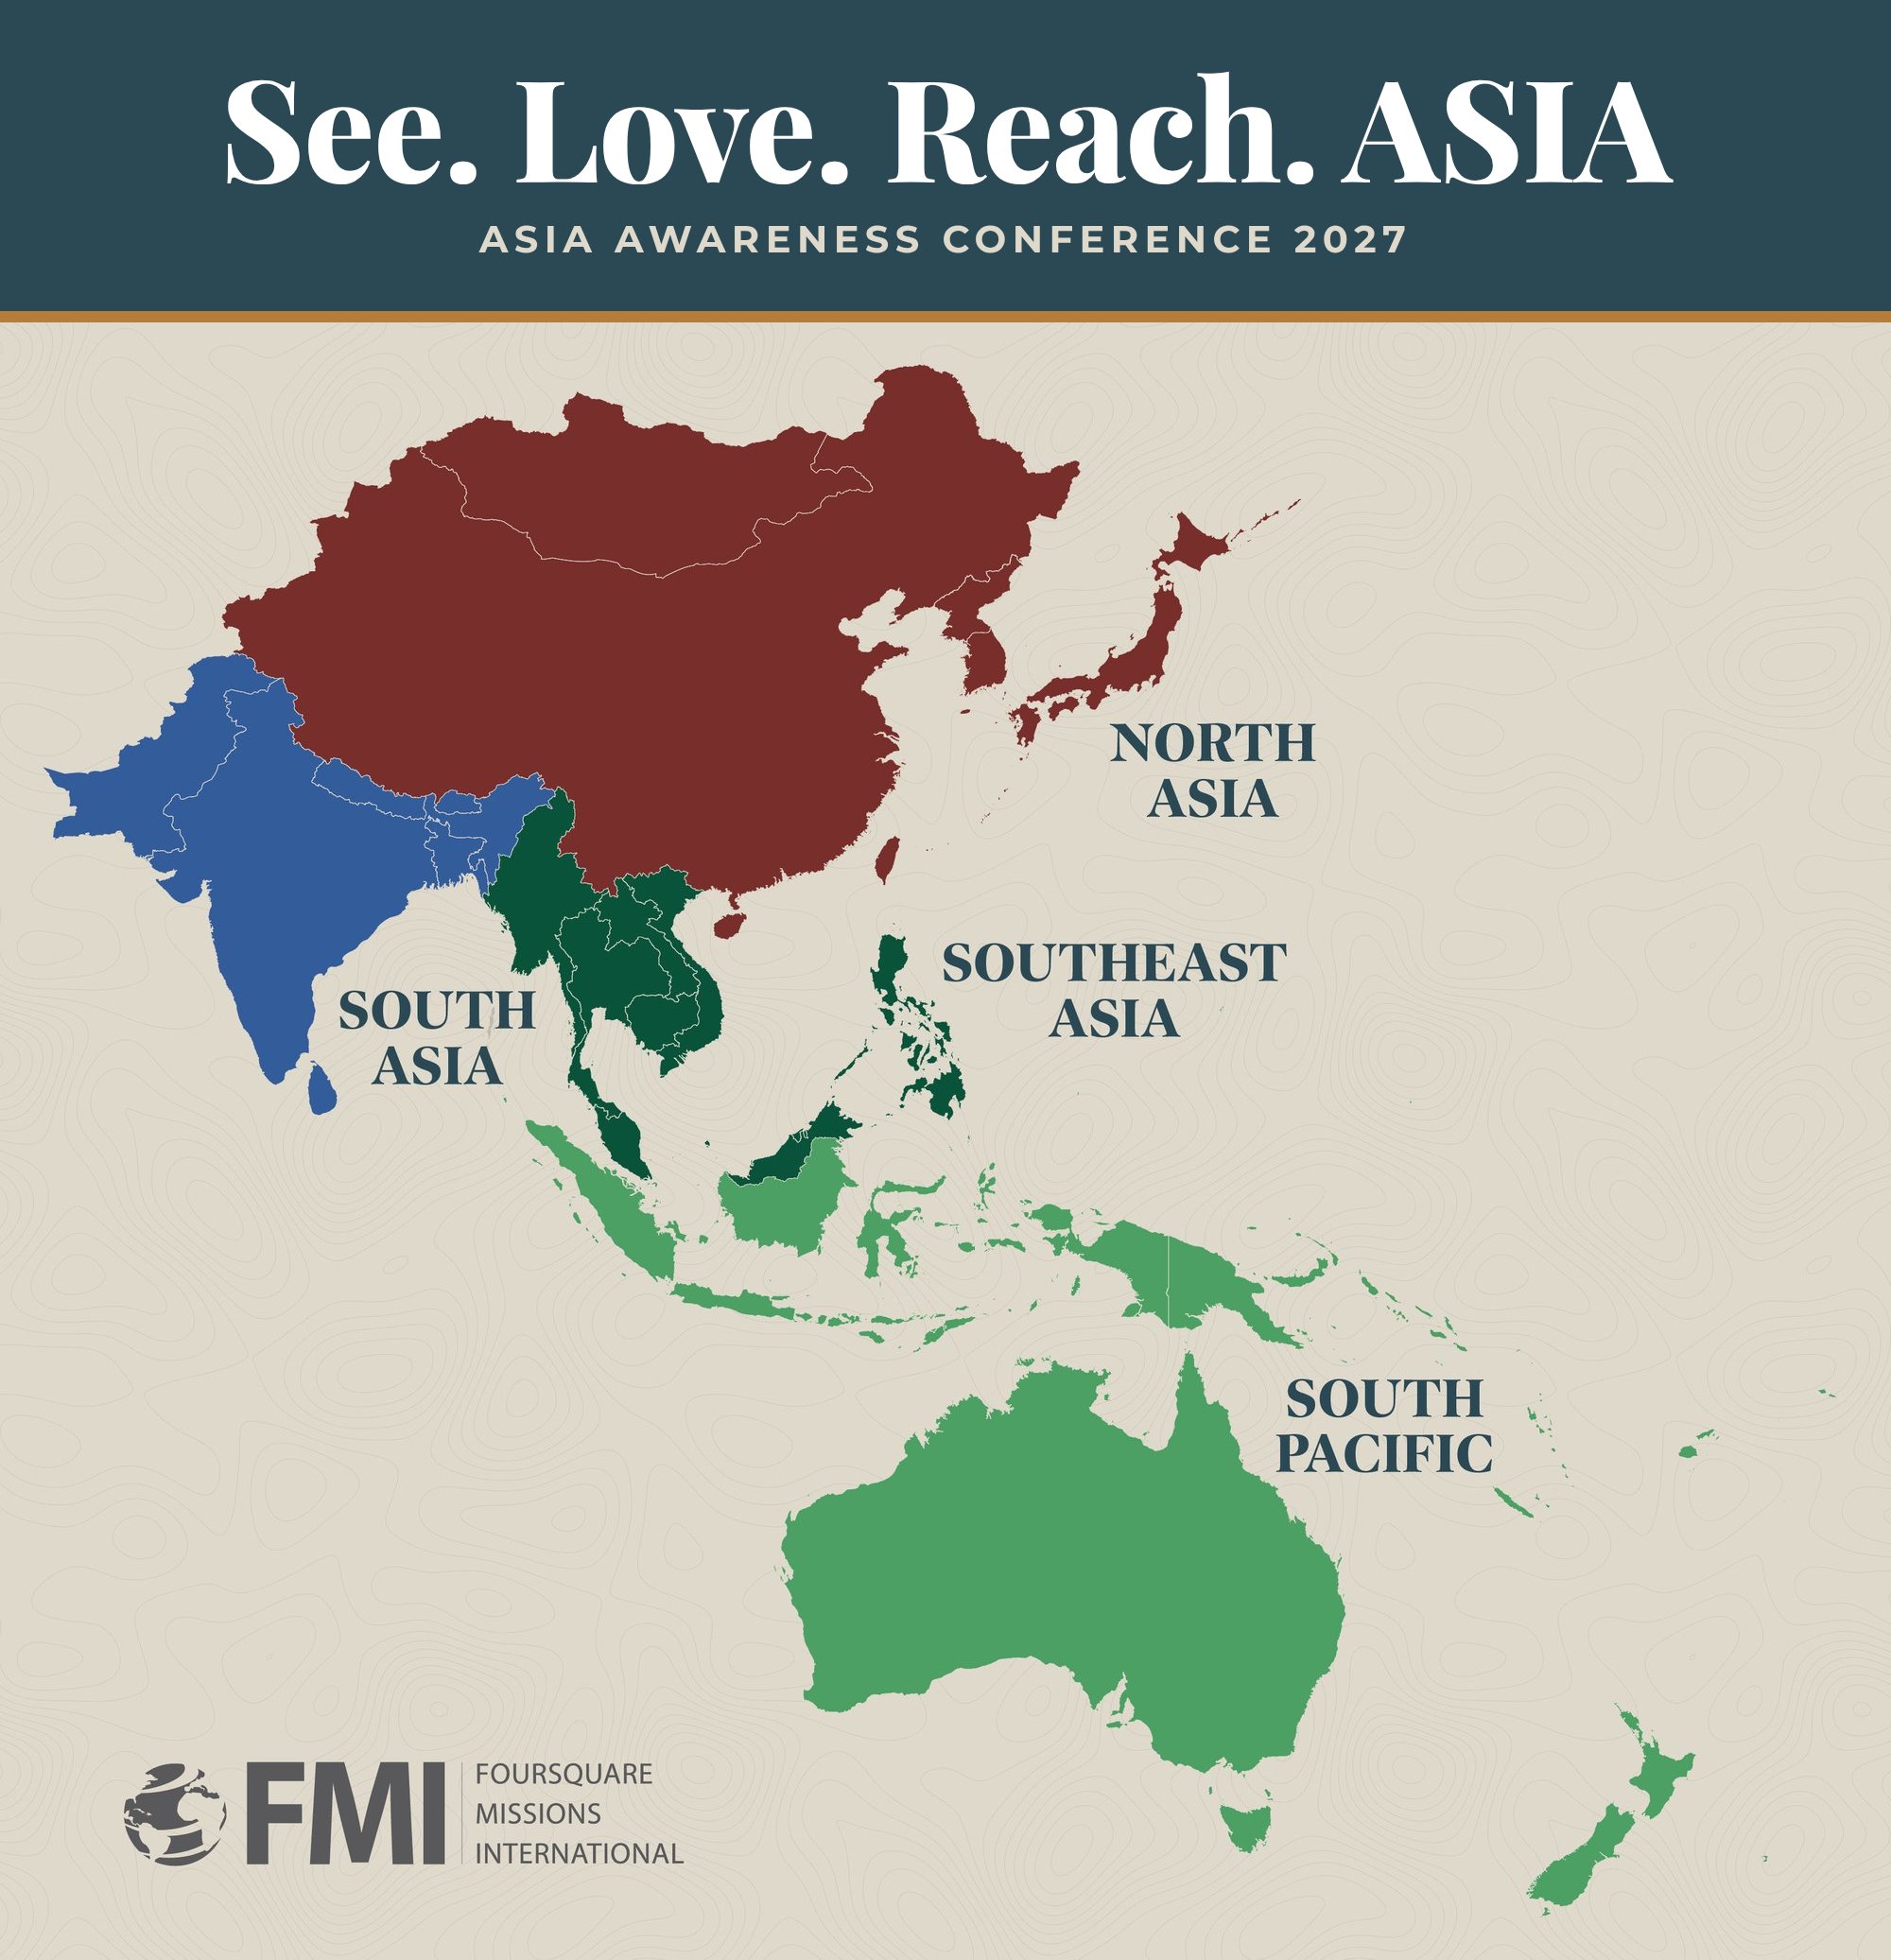 See. Love. Reach. ASIA
ASIA AWARENESS CONFERENCE 2027
NORTH
ASIA
SOUTHEAST
ASIA
SOUTH
ASIA
SOUTH
PACIFIC
FMI
FOURSQUARE
MISSIONS
INTERNATIONAL